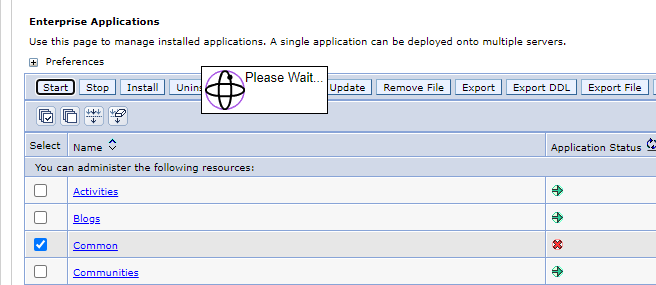 Enterprise Applications
Use this page to manage installed applications. A single application can be deployed onto multiple servers.
Preferences
Please Wait...
Start Stop Install Update Remove File Export Export DDL Export File
Select Name Application Status
You can administer the following resources:
Activities
Blogs
Common
Communities